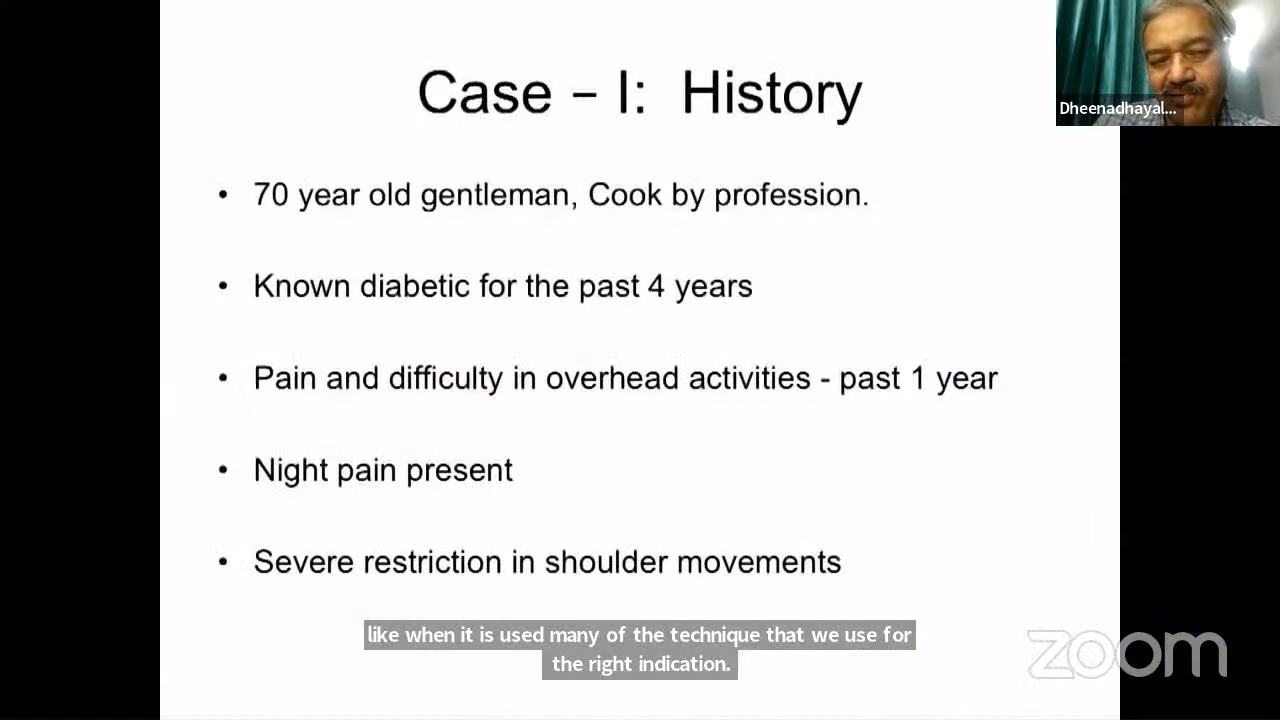 Case – I: History
Dheenadhayal...
• 70 year old gentleman, Cook by profession.
• Known diabetic for the past 4 years
• Pain and difficulty in overhead activities - past 1 year
• Night pain present
• Severe restriction in shoulder movements
like when it is used many of the technique that we use for
the right indication.
zoom